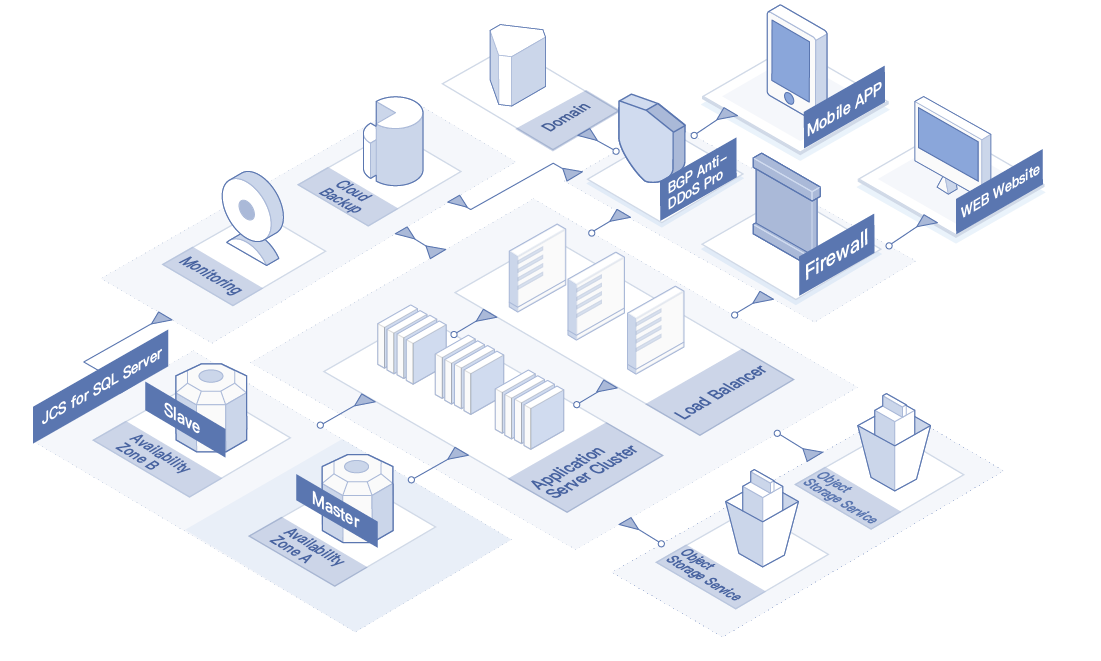 Domain
Mobile APP
Cloud
Backup
BGP Anti-
DDoS Pro
WEB Website
Monitoring
Firewall
JCS for SQL Server
Slave
Load Balancer
Availability
Zone B
Application
Server Cluster
Object
Storage Service
Master
Availability
Zone A
Object
Storage Service